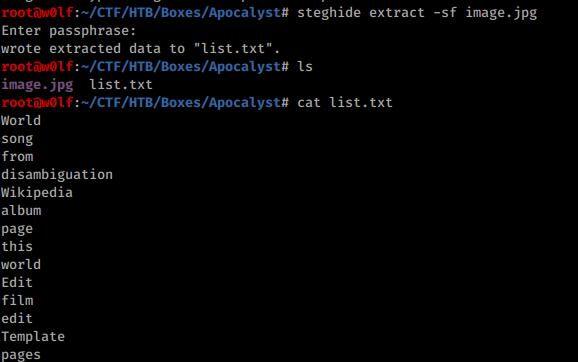 root@w0lf:~/CTF/HTB/Boxes/Apocalyst# steghide extract -sf image.jpg
Enter passphrase:
wrote extracted data to "list.txt".
root@w0lf:~/CTF/HTB/Boxes/Apocalyst# ls
image.jpg  list.txt
root@w0lf:~/CTF/HTB/Boxes/Apocalyst# cat list.txt
World
song
from
disambiguation
Wikipedia
album
page
this
world
Edit
film
edit
Template
pages